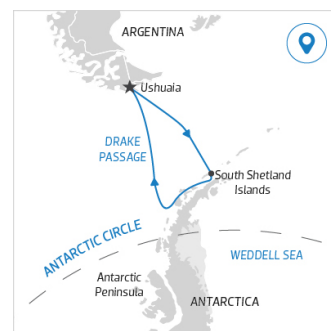 ARGENTINA
Ushuaia
DRAKE
PASSAGE
South Shetland
Islands
ANTARCTIC CIRCLE
WEDDELL SEA
Antarctic
Peninsula
ANTARCTICA